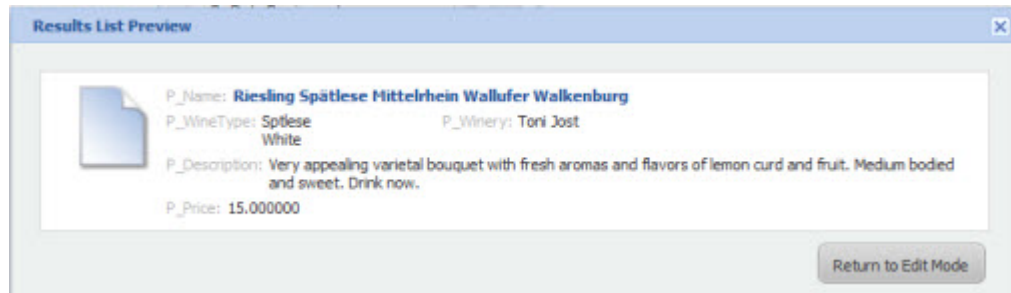 Results List Preview
P_Name: Riesling Spätlese Mittelrhein Wallufer Walkenburg
P_WineType: Sptlese P_Winery: Toni Jost
White
P_Description: Very appealing varietal bouquet with fresh aromas and flavors of lemon curd and fruit. Medium bodied
and sweet. Drink now.
P_Price: 15.000000
Return to Edit Mode